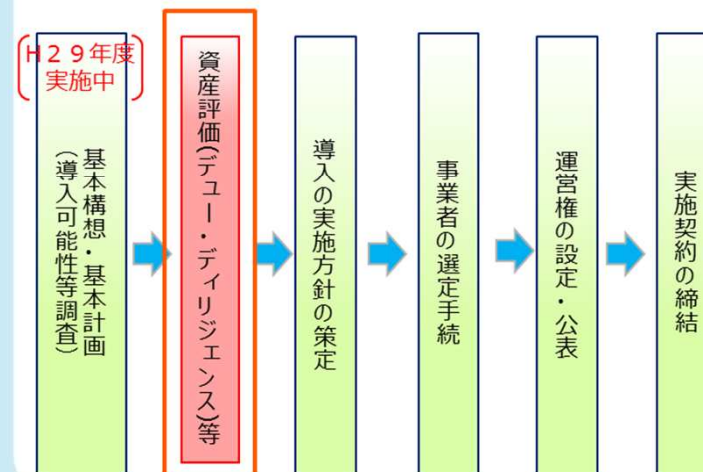 H29年度
実施中
基本構想・基本計画
（導入可能性等調査）
資産評価(デュー・ディリジェンス)等
導入の実施方針の策定
事業者の選定手続
運営権の設定・公表
実施契約の締結